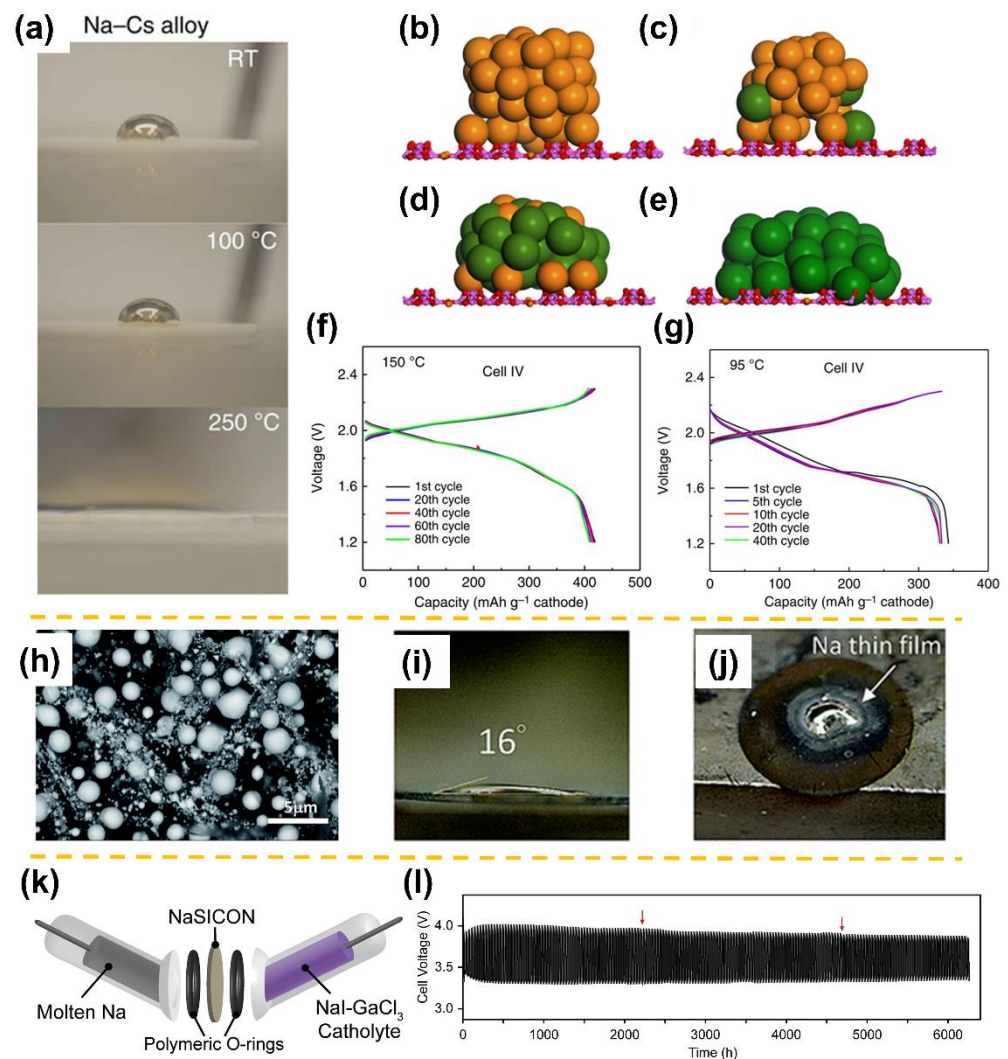 (a)
Na–Cs alloy
RT
100 °C
250 °C
(b)
(c)
(d)
(e)
(f)
150 °C
Cell IV
Voltage (V)
2.4
2.0
1.6
1.2
1st cycle
20th cycle
40th cycle
60th cycle
80th cycle
0 100 200 300 400 500
Capacity (mAh g⁻¹ cathode)
(g)
95 °C
Cell IV
Voltage (V)
2.4
2.0
1.6
1.2
1st cycle
5th cycle
10th cycle
20th cycle
40th cycle
0 100 200 300 400
Capacity (mAh g⁻¹ cathode)
(h)
5μm
(i)
16°
(j)
Na thin film
(k)
NaSICON
Molten Na
Polymeric O-rings
NaI-GaCl₃
Catholyte
(l)
Cell Voltage (V)
4.0
3.5
3.0
0 1000 2000 3000 4000 5000 6000
Time (h)